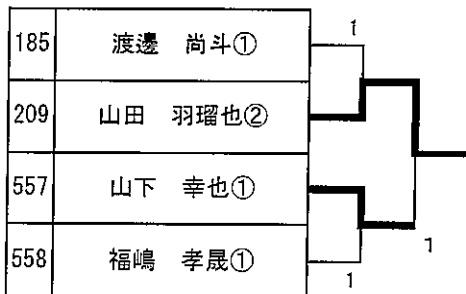 185 渡邊 尚斗① 1
209 山田 羽瑠也②
557 山下 幸也① 1
558 福嶋 孝晟① 1